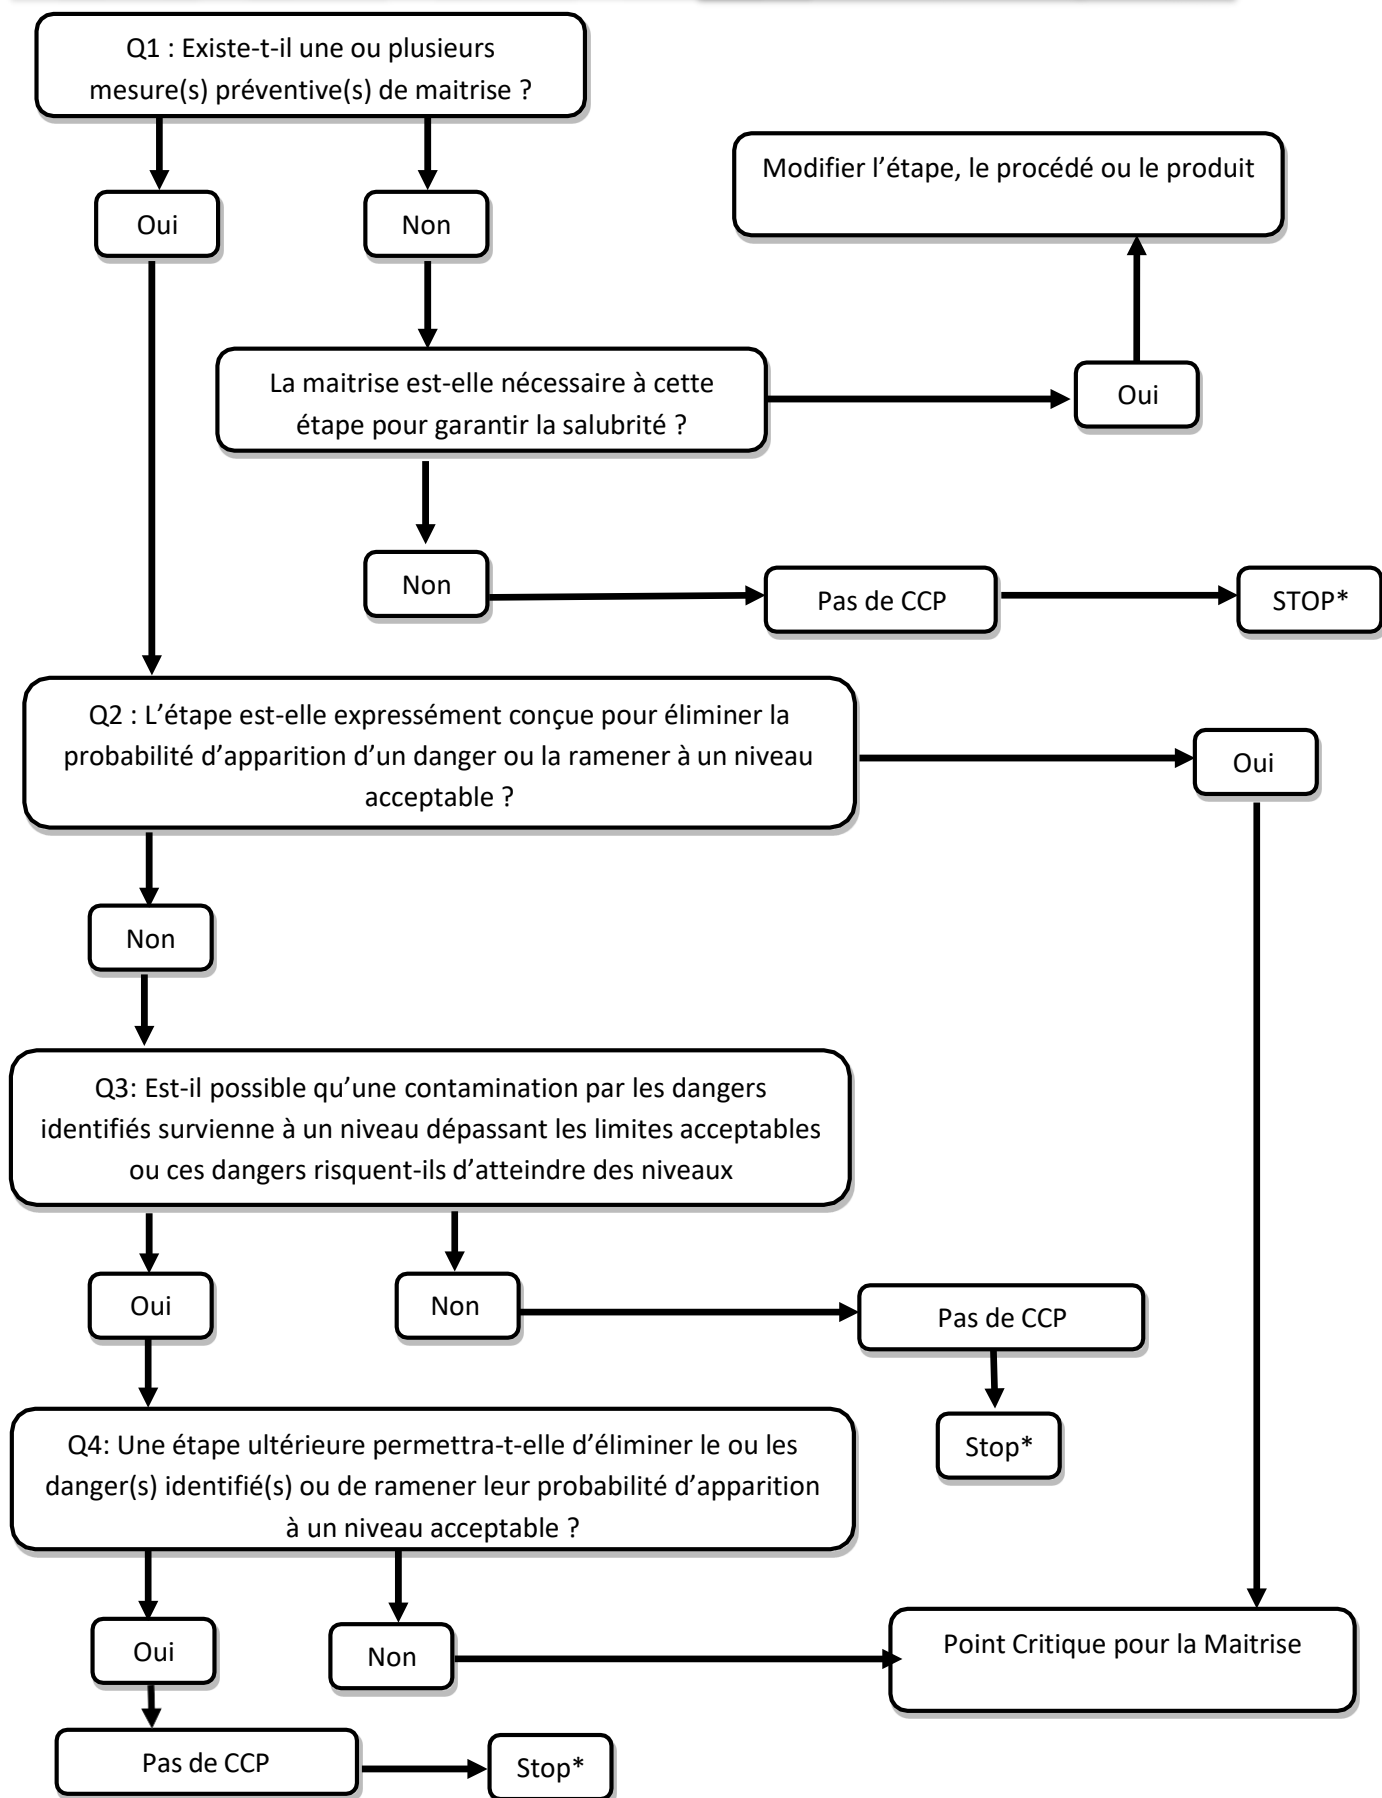 Q1 : Existe-t-il une ou plusieurs
mesure(s) préventive(s) de maitrise ?
Modifier l’étape, le procédé ou le produit
Oui
Non
La maitrise est-elle nécessaire à cette
étape pour garantir la salubrité ?
Oui
Non
Pas de CCP
STOP*
Q2 : L’étape est-elle expressément conçue pour éliminer la
probabilité d’apparition d’un danger ou la ramener à un niveau
acceptable ?
Oui
Non
Q3: Est-il possible qu’une contamination par les dangers
identifiés survienne à un niveau dépassant les limites acceptables
ou ces dangers risquent-ils d’atteindre des niveaux
Oui
Non
Pas de CCP
Stop*
Q4: Une étape ultérieure permettra-t-elle d’éliminer le ou les
danger(s) identifié(s) ou de ramener leur probabilité d’apparition
à un niveau acceptable ?
Oui
Non
Point Critique pour la Maitrise
Pas de CCP
Stop*